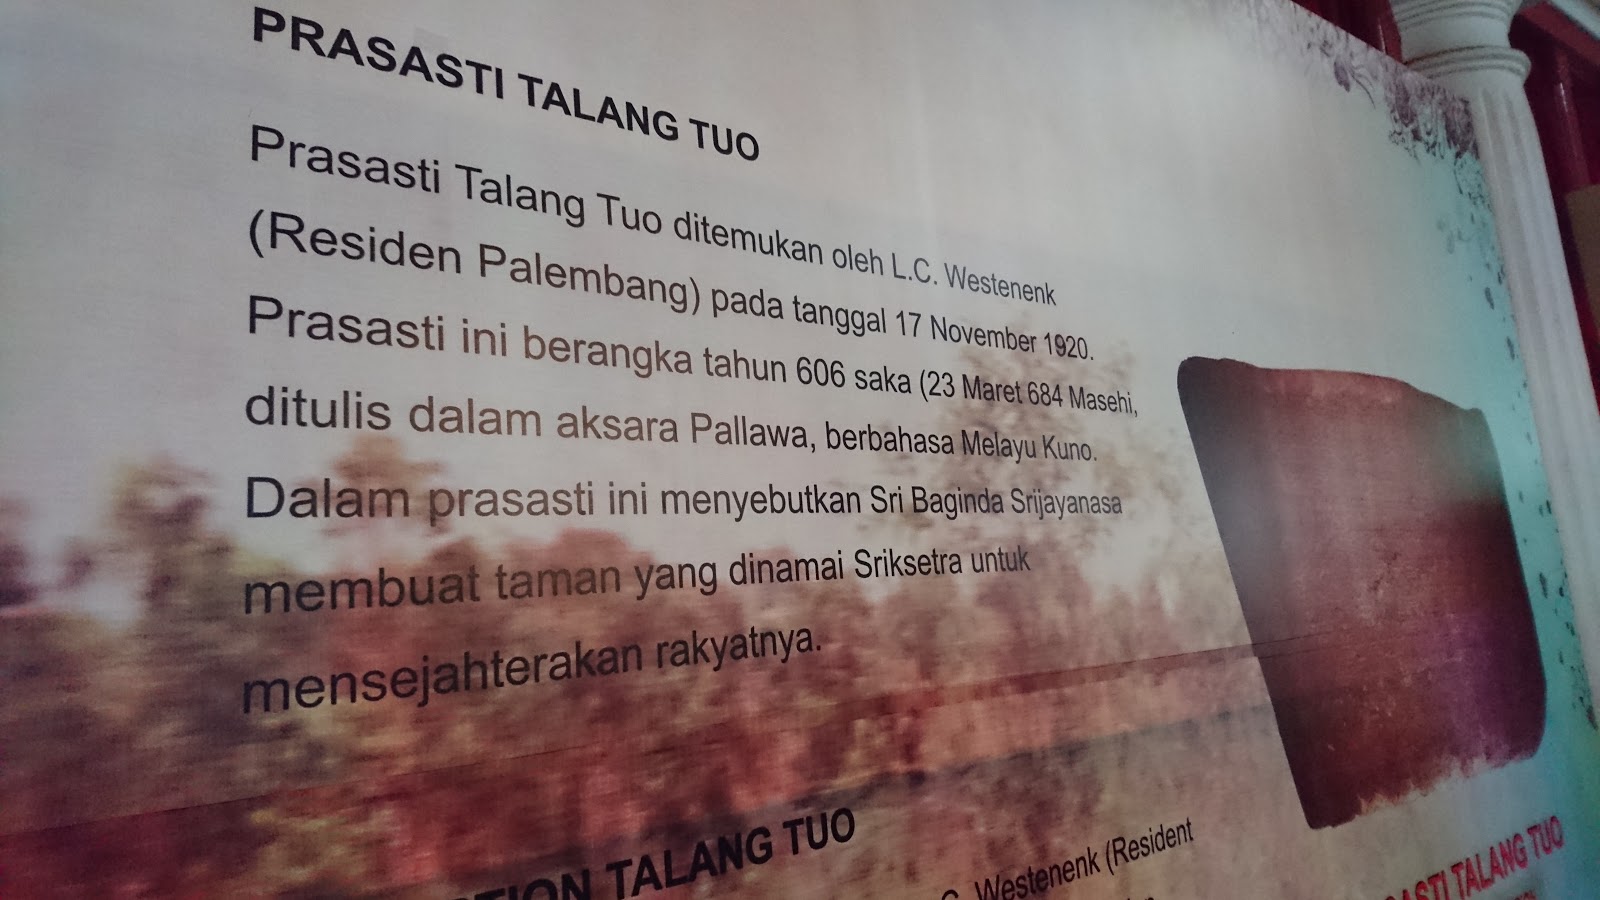 PRASASTI TALANG TUO
Prasasti Talang Tuo ditemukan oleh L.C. Westenenk
(Residen Palembang) pada tanggal 17 November 1920.
Prasasti ini berangka tahun 606 saka (23 Maret 684 Masehi,
ditulis dalam aksara Pallawa, berbahasa Melayu Kuno.
Dalam prasasti ini menyebutkan Sri Baginda Srijayanasa
membuat taman yang dinamai Sriksetra untuk
mensejahterakan rakyatnya.
TALANG TUO
Westenenk (Resident
TALANG TUO